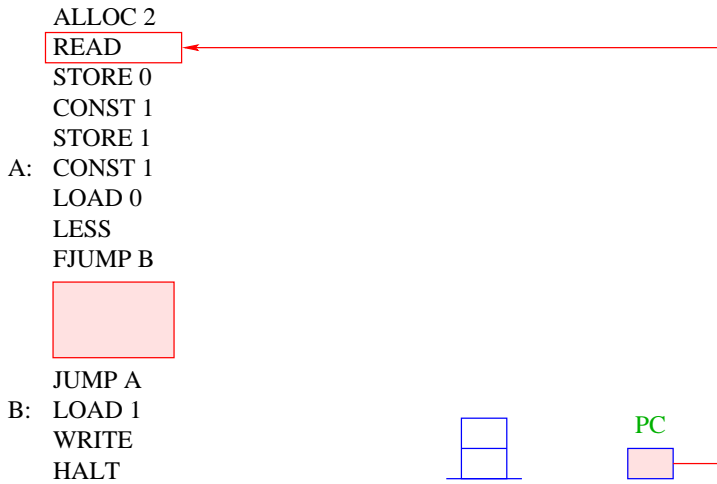 ALLOC 2
READ
STORE 0
CONST 1
STORE 1
A: CONST 1
LOAD 0
LESS
FJUMP B
JUMP A
B: LOAD 1
WRITE
HALT
PC